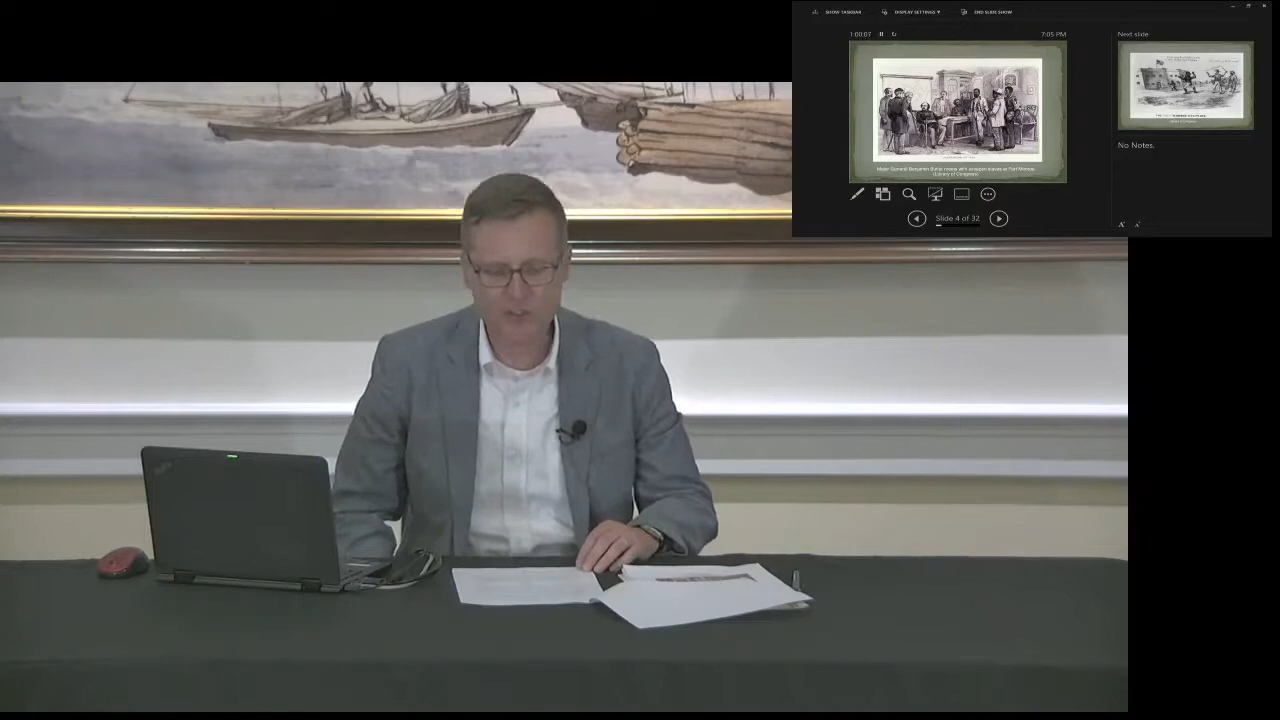 SHOW TASKBAR DISPLAY SETTINGS ▾ END SLIDE SHOW
1:00:07 7:05 PM
Next slide
Major General Benjamin Butler meets with escaped slaves at Fort Monroe.
(Library of Congress)
No Notes.
Slide 4 of 32